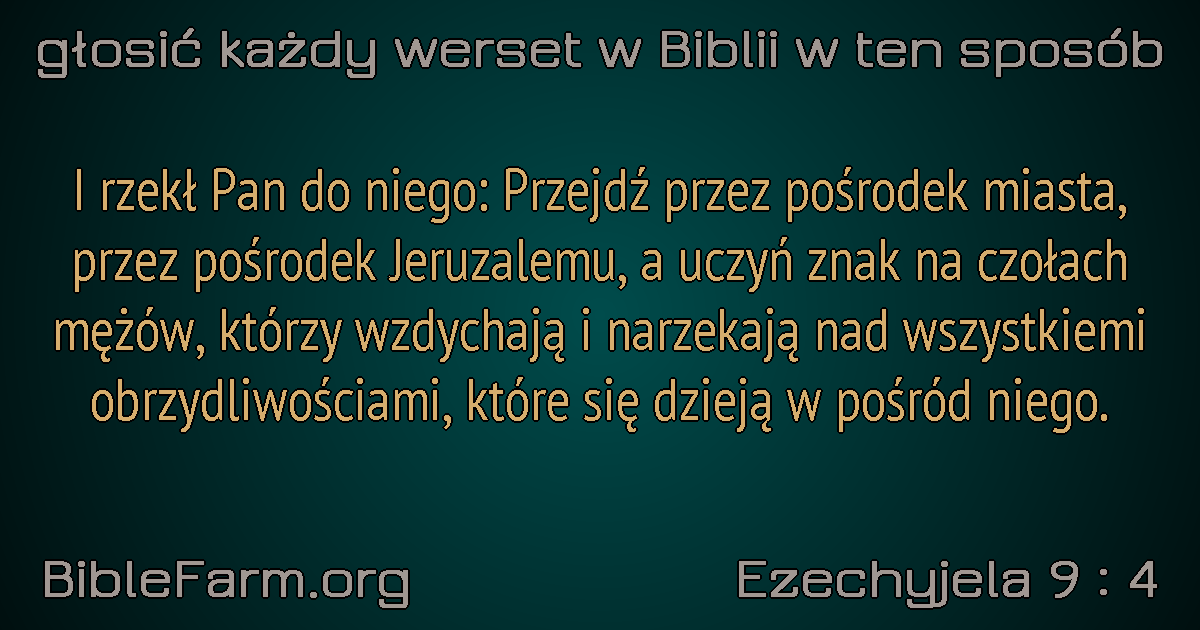 głosić każdy werset w Biblii w ten sposób
I rzekł Pan do niego: Przejdź przez pośrodek miasta,
przez pośrodek Jeruzalemu, a uczyń znak na czołach
mężów, którzy wzdychają i narzekają nad wszystkiemi
obrzydliwościami, które się dzieją w pośród niego.
BibleFarm.org
Ezechyjela 9 : 4